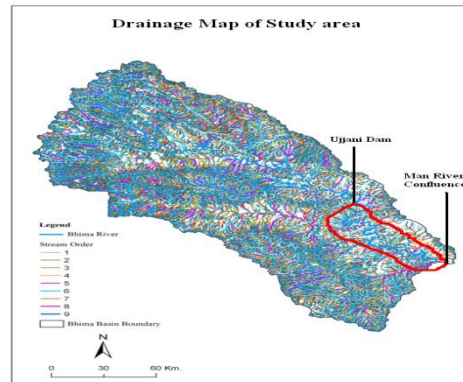 Drainage Map of Study area
Ujjani Dam
Man River
Confluence
Legend
Bhima River
Stream Order
1
2
3
4
5
6
7
8
9
Bhima Basin Boundary
N
0 30 60 Km.